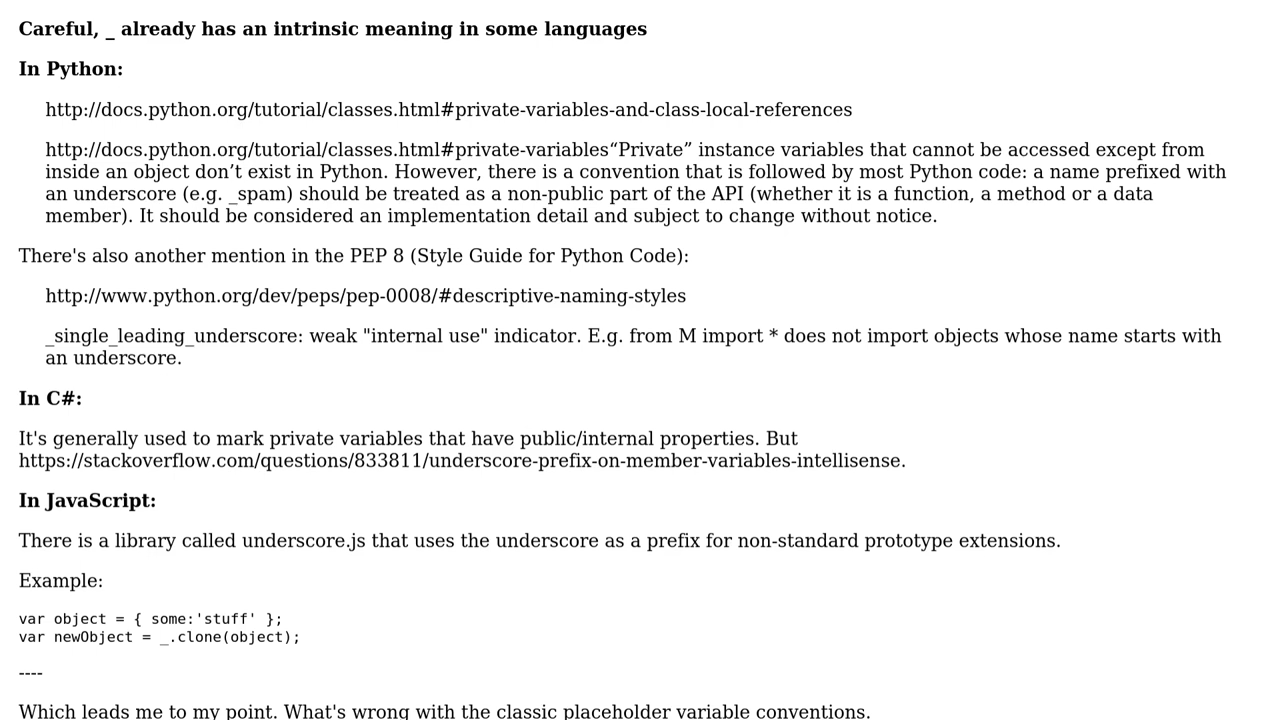 Careful, _ already has an intrinsic meaning in some languages
In Python:
http://docs.python.org/tutorial/classes.html#private-variables-and-class-local-references
http://docs.python.org/tutorial/classes.html#private-variables“Private” instance variables that cannot be accessed except from
inside an object don’t exist in Python. However, there is a convention that is followed by most Python code: a name prefixed with
an underscore (e.g. _spam) should be treated as a non-public part of the API (whether it is a function, a method or a data
member). It should be considered an implementation detail and subject to change without notice.
There's also another mention in the PEP 8 (Style Guide for Python Code):
http://www.python.org/dev/peps/pep-0008/#descriptive-naming-styles
_single_leading_underscore: weak "internal use" indicator. E.g. from M import * does not import objects whose name starts with
an underscore.
In C#:
It's generally used to mark private variables that have public/internal properties. But
https://stackoverflow.com/questions/833811/underscore-prefix-on-member-variables-intellisense.
In JavaScript:
There is a library called underscore.js that uses the underscore as a prefix for non-standard prototype extensions.
Example:
var object = { some:'stuff' };
var newObject = _.clone(object);
----
Which leads me to my point. What's wrong with the classic placeholder variable conventions.